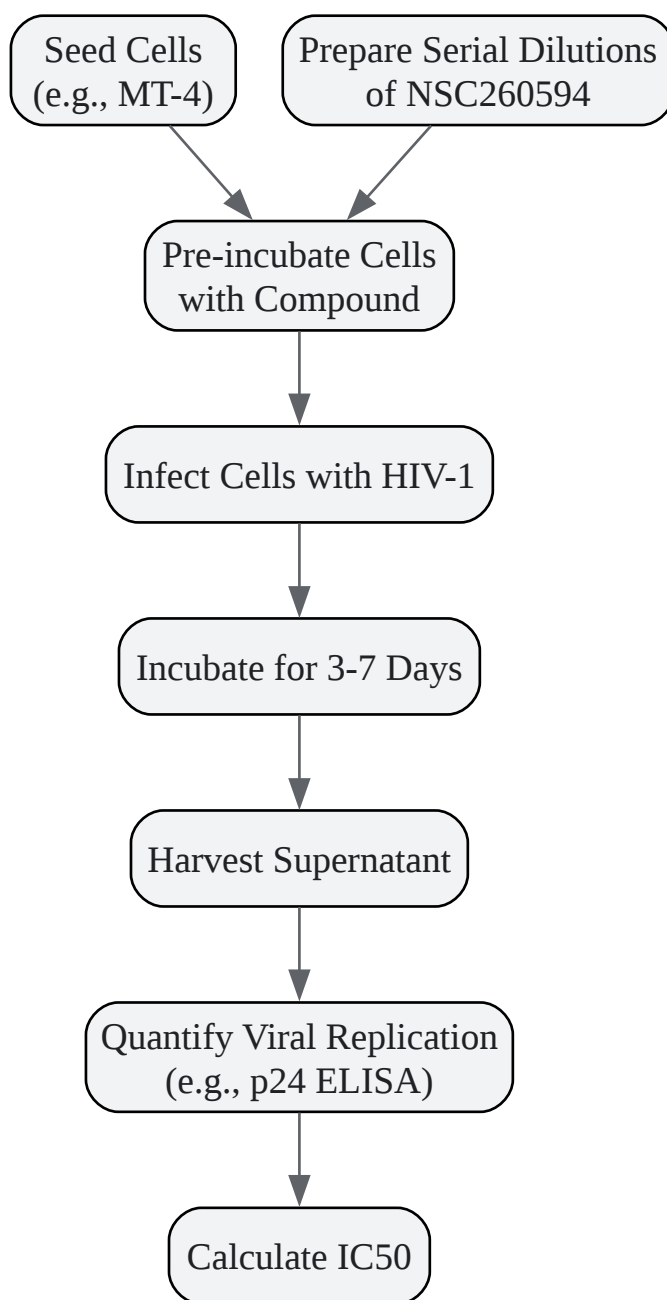 Seed Cells
(e.g., MT-4)
Prepare Serial Dilutions
of NSC260594
Pre-incubate Cells
with Compound
Infect Cells with HIV-1
Incubate for 3-7 Days
Harvest Supernatant
Quantify Viral Replication
(e.g., p24 ELISA)
Calculate IC50